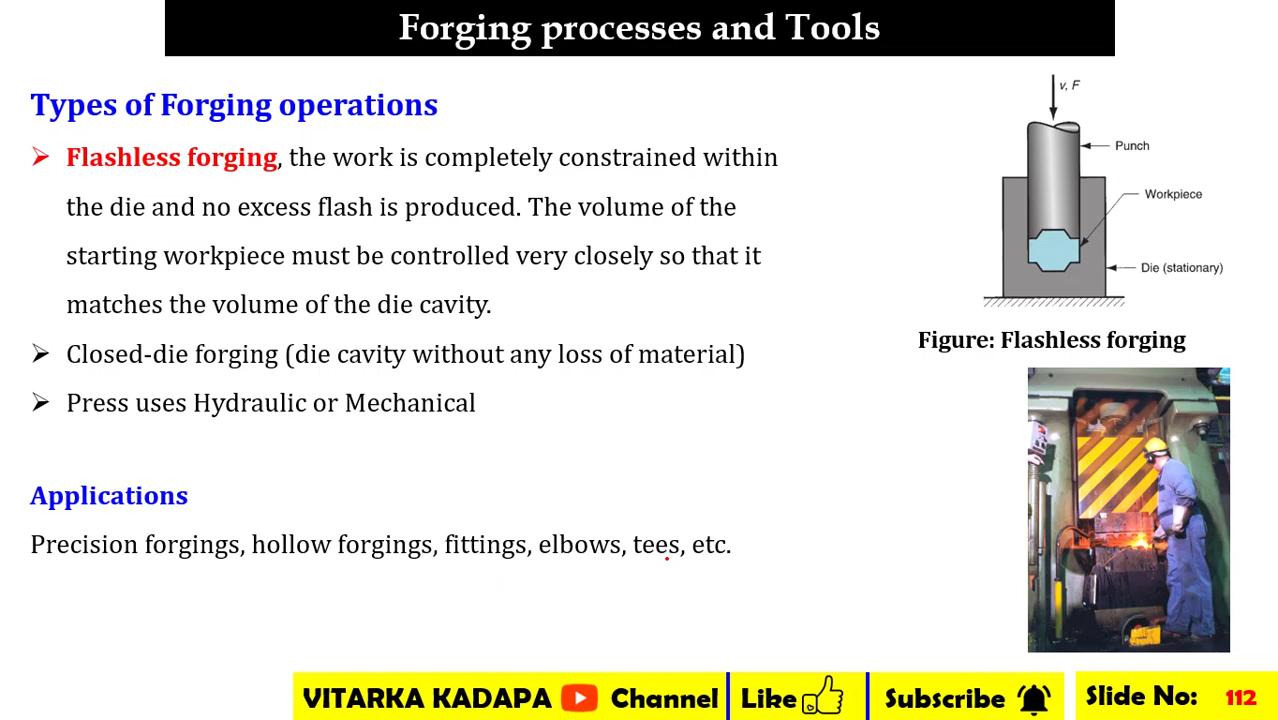 Forging processes and Tools
Types of Forging operations
➢ Flashless forging, the work is completely constrained within
the die and no excess flash is produced. The volume of the
starting workpiece must be controlled very closely so that it
matches the volume of the die cavity.
➢ Closed-die forging (die cavity without any loss of material)
➢ Press uses Hydraulic or Mechanical
Applications
Precision forgings, hollow forgings, fittings, elbows, tees, etc.
v, F
Punch
Workpiece
Die (stationary)
Figure: Flashless forging
VITARKA KADAPA Channel Like Subscribe Slide No: 112